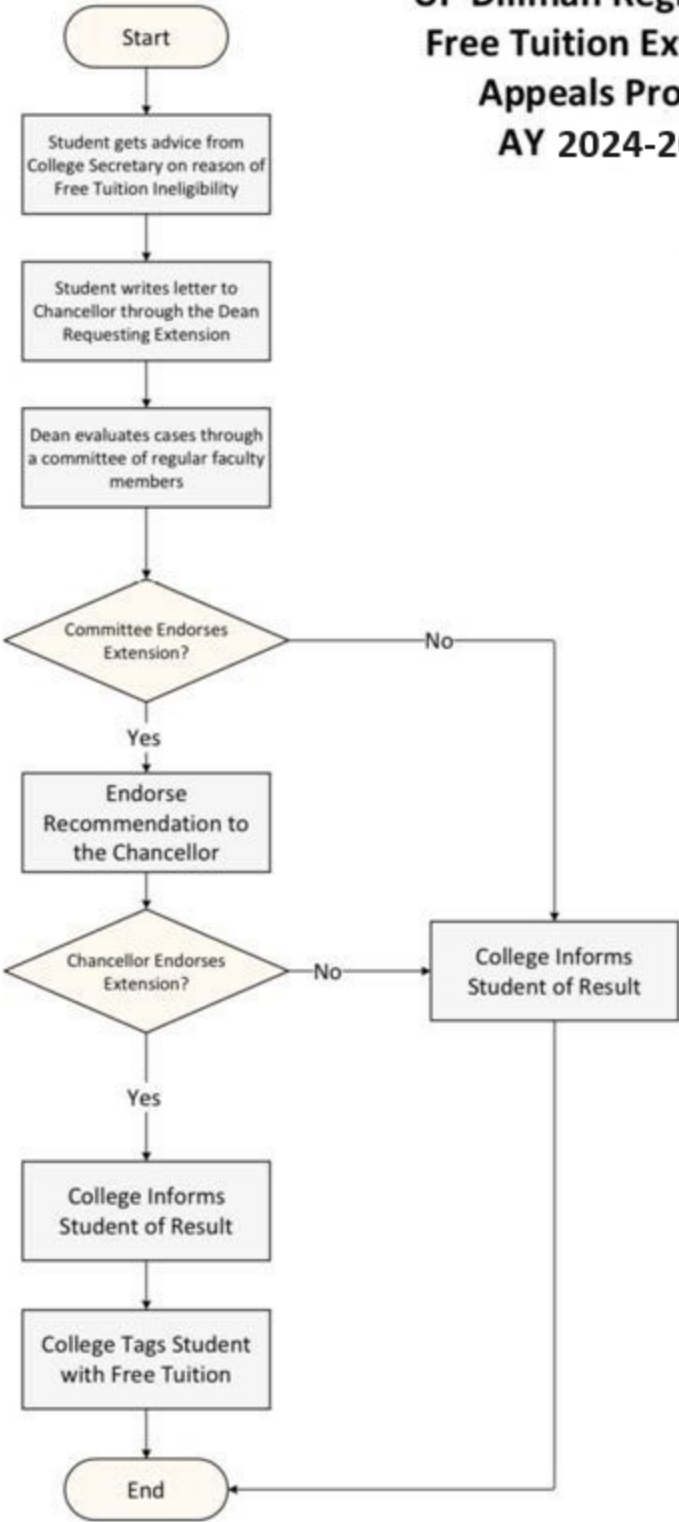 Start
Free Tuition
Appeals
AY 2024-
Student gets advice from
College Secretary on reason of
Free Tuition Ineligibility
Student writes letter to
Chancellor through the Dean
Requesting Extension
Dean evaluates cases through
a committee of regular faculty
members
Committee Endorses
Extension?
No
Yes
Endorse
Recommendation to
the Chancellor
Chancellor Endorses
Extension?
No
College Informs
Student of Result
Yes
College Informs
Student of Result
College Tags Student
with Free Tuition
End